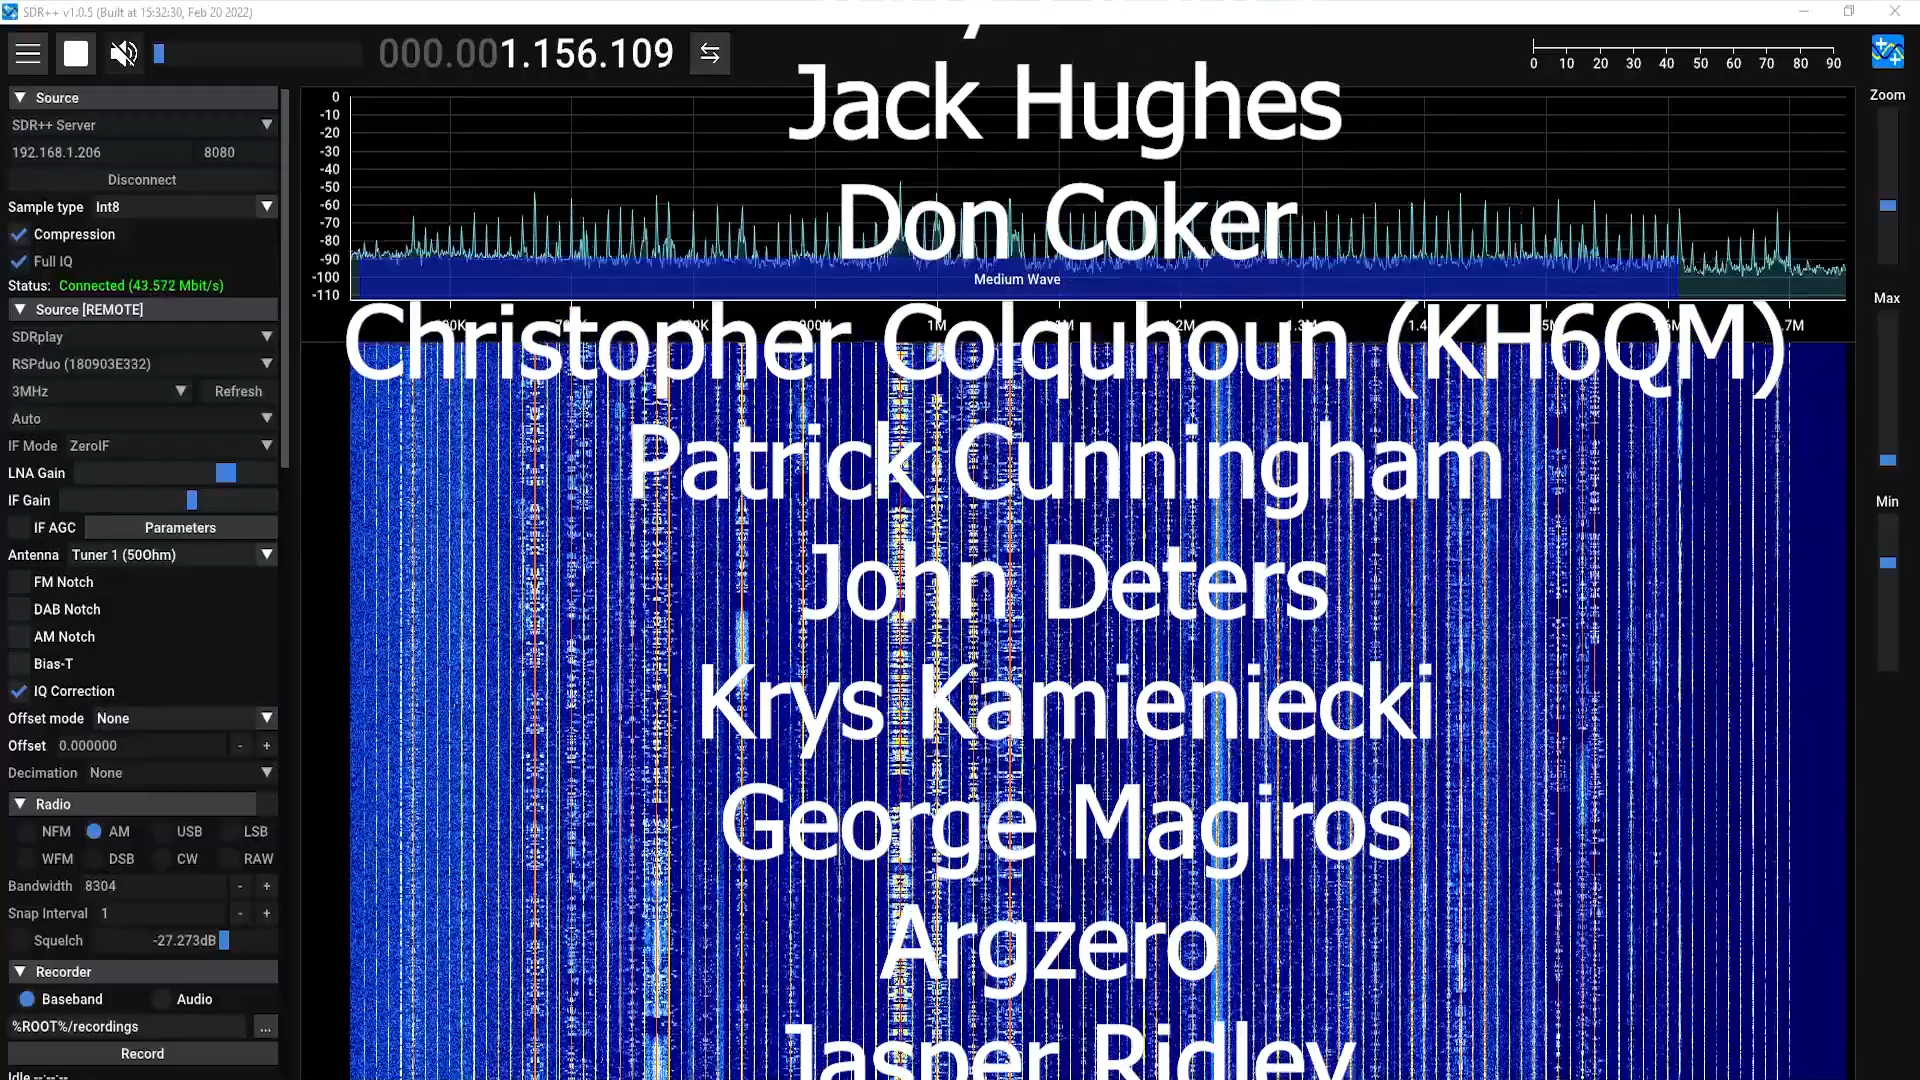 SDR++ v1.0.5 (Built at 15:32:30, Feb 20 2022)
000.001.156.109
0 10 20 30 40 50 60 70 80 90
Source
SDR++ Server
192.168.1.206 8080
Disconnect
Sample type Int8
Compression
Full IQ
Status: Connected (43.572 Mbit/s)
Source [REMOTE]
SDRplay
RSPduo (180903E332)
3MHz Refresh
Auto
IF Mode ZeroIF
LNA Gain
IF Gain
IF AGC Parameters
Antenna Tuner 1 (50Ohm)
FM Notch
DAB Notch
AM Notch
Bias-T
IQ Correction
Offset mode None
Offset 0.000000 - +
Decimation None
Radio
NFM AM USB LSB
WFM DSB CW RAW
Bandwidth 8304 - +
Snap Interval 1 - +
Squelch -27.273dB
Recorder
Baseband Audio
%ROOT%/recordings ...
Record
Idle --:--:--
0
-10
-20
-30
-40
-50
-60
-70
-80
-90
-100
-110
Medium Wave
1M
Jack Hughes
Don Coker
Christopher Colquhoun (KH6QM)
Patrick Cunningham
John Deters
Krys Kamieniecki
George Magiros
Argzero
Jasper Ridley
Zoom
Max
Min